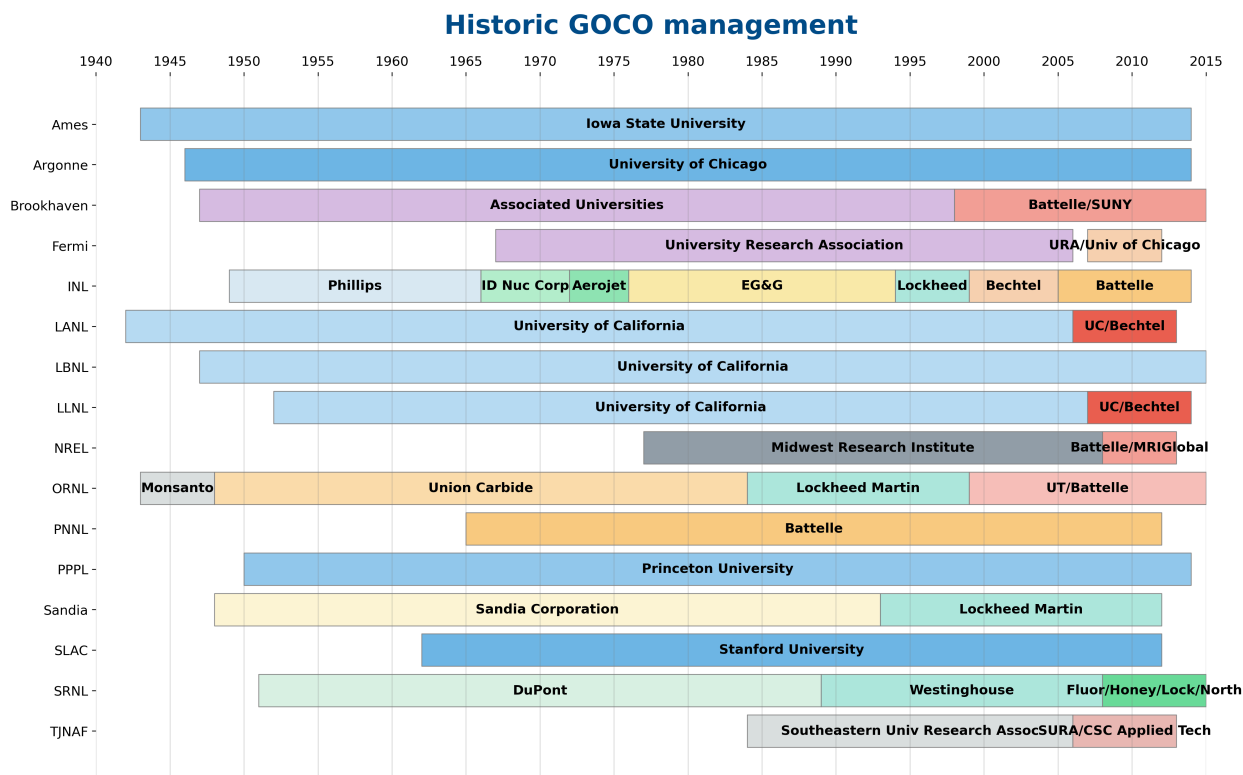 Historic GOCO management
1940 1945 1950 1955 1960 1965 1970 1975 1980 1985 1990 1995 2000 2005 2010 2015
Ames Iowa State University
Argonne University of Chicago
Brookhaven Associated Universities Battelle/SUNY
Fermi University Research Association URA/Univ of Chicago
INL Phillips ID Nuc Corp Aerojet EG&G Lockheed Bechtel Battelle
LANL University of California UC/Bechtel
LBNL University of California
LLNL University of California UC/Bechtel
NREL Midwest Research Institute Battelle/MRIGlobal
ORNL Monsanto Union Carbide Lockheed Martin UT/Battelle
PNNL Battelle
PPPL Princeton University
Sandia Sandia Corporation Lockheed Martin
SLAC Stanford University
SRNL DuPont Westinghouse Fluor/Honey/Lock/North
TJNAF Southeastern Univ Research Assoc SURA/CSC Applied Tech